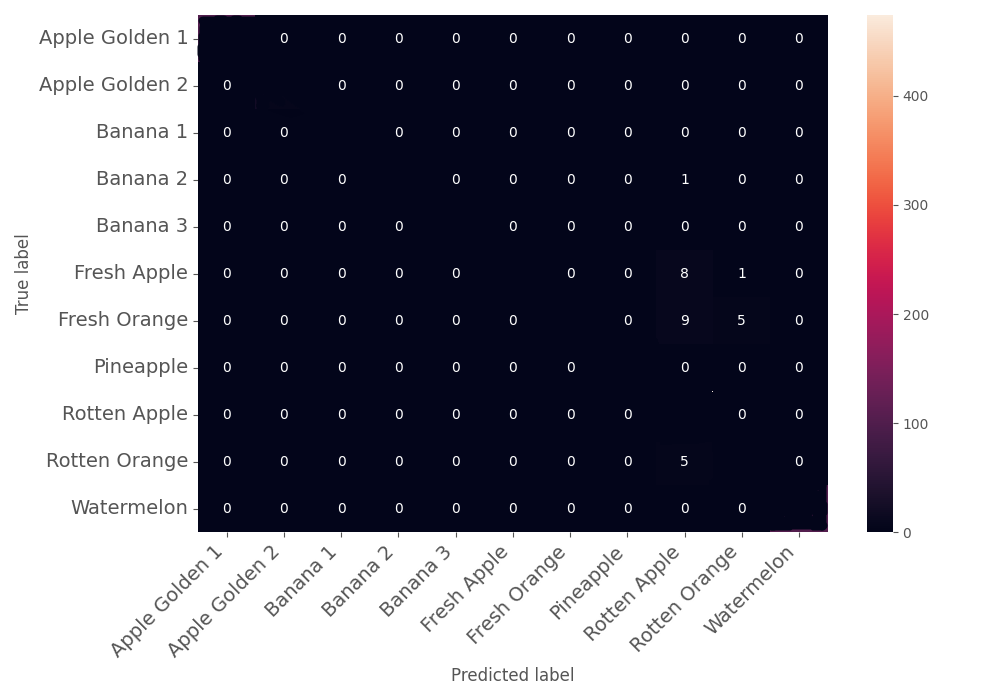 Apple Golden 1 0 0 0 0 0 0 0 0 0 0
Apple Golden 2 0 0 0 0 0 0 0 0 0 0
Banana 1 0 0 0 0 0 0 0 0 0 0
Banana 2 0 0 0 0 0 0 0 1 0 0
Banana 3 0 0 0 0 0 0 0 0 0 0
Fresh Apple 0 0 0 0 0 0 0 8 1 0
Fresh Orange 0 0 0 0 0 0 0 9 5 0
Pineapple 0 0 0 0 0 0 0 0 0 0
Rotten Apple 0 0 0 0 0 0 0 0 0 0
Rotten Orange 0 0 0 0 0 0 0 0 5 0
Watermelon 0 0 0 0 0 0 0 0 0 0
True label
Apple Golden 1
Apple Golden 2
Banana 1
Banana 2
Banana 3
Fresh Apple
Fresh Orange
Pineapple
Rotten Apple
Rotten Orange
Watermelon
Predicted label
400
300
200
100
0